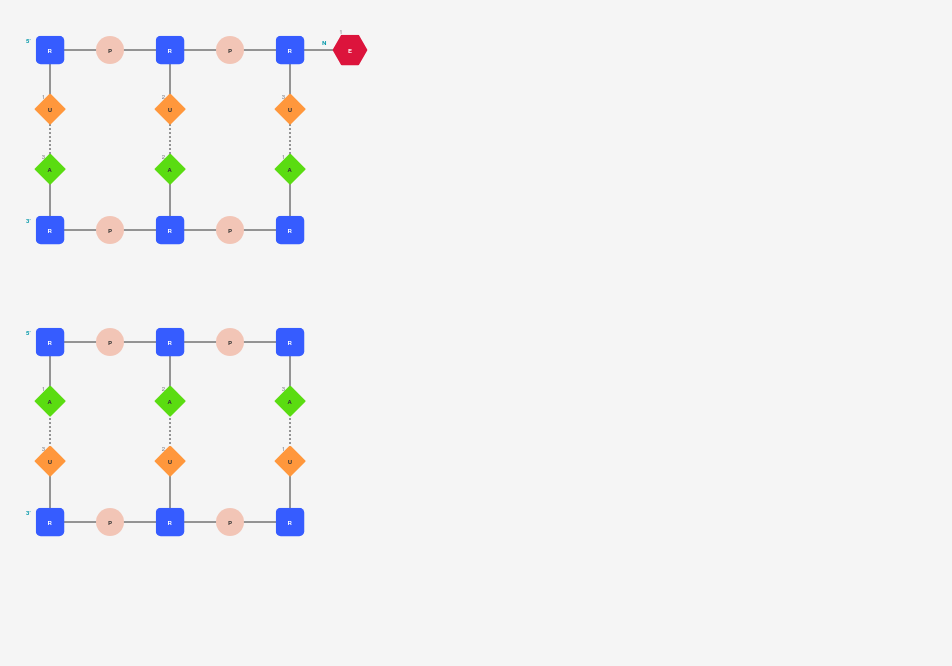 5' R P R P R N 1 E
1 U 2 U 3 U
3 A 2 A 1 A
3' R P R P R
5' R P R P R
1 A 2 A 3 A
3 U 2 U 1 U
3' R P R P R